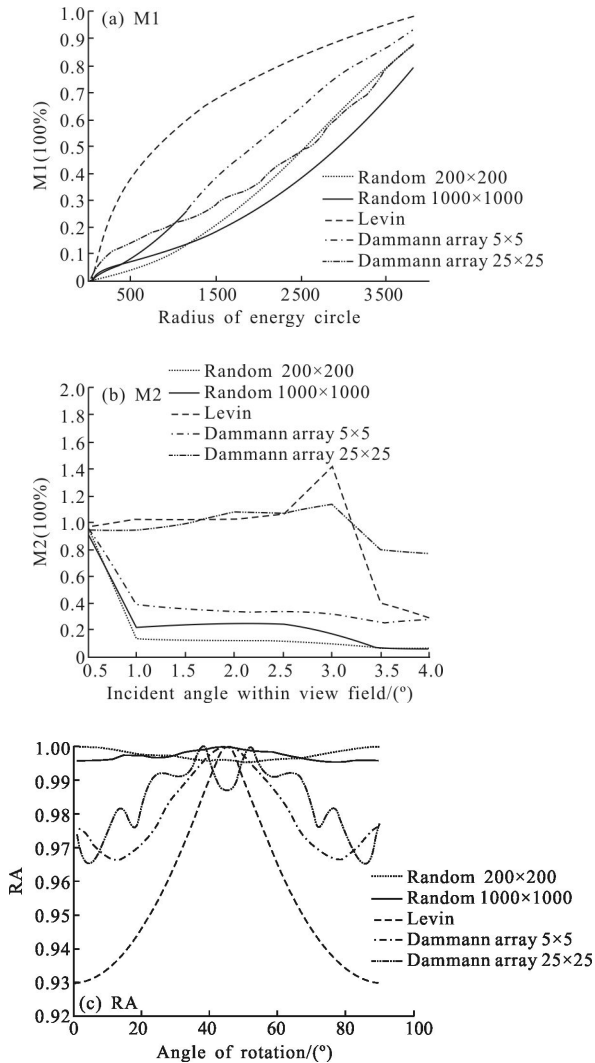 (a) M1
1.0
0.9
0.8
0.7
0.6
0.5
0.4
0.3
0.2
0.1
0
M1(100%)
Random 200×200
Random 1000×1000
Levin
Dammann array 5×5
Dammann array 25×25
500 1500 2500 3500
Radius of energy circle
Random 200×200
Random 1000×1000
Levin
Dammann array 5×5
Dammann array 25×25
(b) M2
2.0
1.8
1.6
1.4
1.2
1.0
0.8
0.6
0.4
0.2
0
M2(100%)
0.5 1.0 1.5 2.0 2.5 3.0 3.5 4.0
Incident angle within view field/(º)
1.00
0.99
0.98
0.97
0.96
0.95
0.94
0.93
0.92
RA
Random 200×200
Random 1000×1000
Levin
Dammann array 5×5
Dammann array 25×25
(c) RA
0 20 40 60 80 100
Angle of rotation/(º)